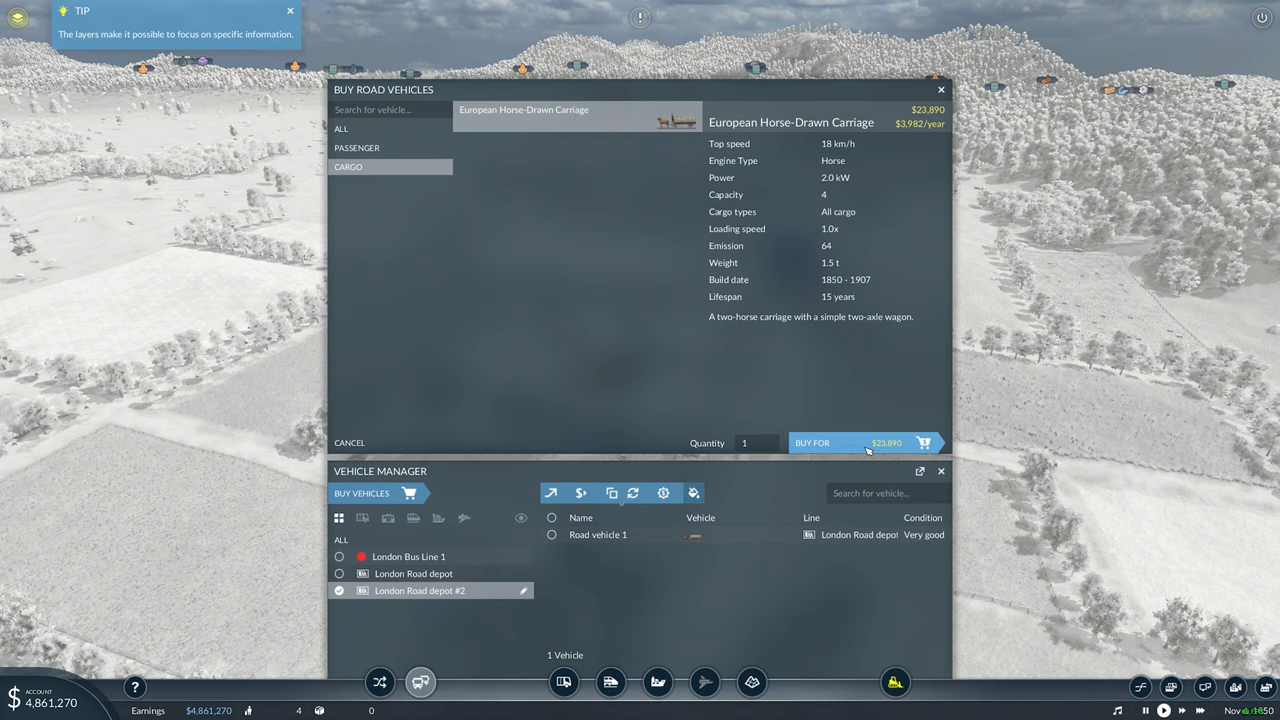 TIP
The layers make it possible to focus on specific information.
BUY ROAD VEHICLES
Search for vehicle...
ALL
PASSENGER
CARGO
European Horse-Drawn Carriage
$23,890
European Horse-Drawn Carriage
$3,982/year
Top speed 18 km/h
Engine Type Horse
Power 2.0 kW
Capacity 4
Cargo types All cargo
Loading speed 1.0x
Emission 64
Weight 1.5 t
Build date 1850 - 1907
Lifespan 15 years
A two-horse carriage with a simple two-axle wagon.
CANCEL
Quantity 1
BUY FOR $23,890
VEHICLE MANAGER
BUY VEHICLES
Search for vehicle...
Name Vehicle Line Condition
ALL
Road vehicle 1 London Road depot Very good
London Bus Line 1
London Road depot
London Road depot #2
1 Vehicle
ACCOUNT
$ 4,861,270
?
Earnings $4,861,270 4 0